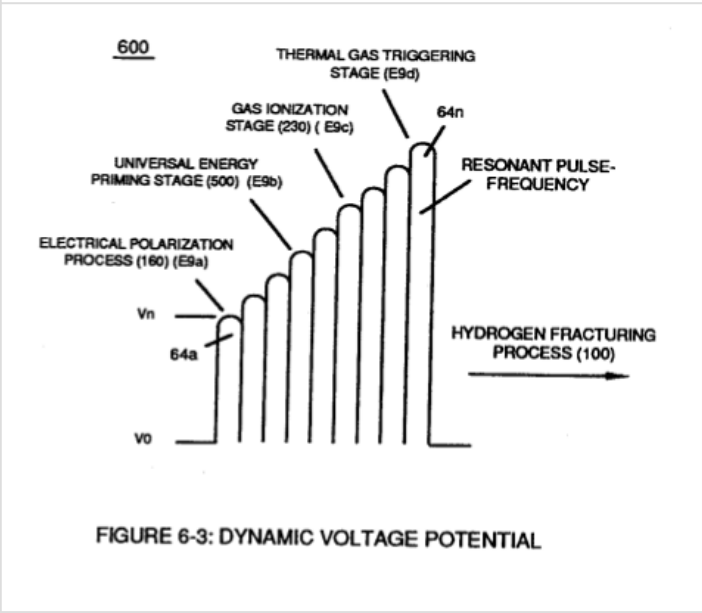 600
THERMAL GAS TRIGGERING
STAGE (E9d)
64n
GAS IONIZATION
STAGE (230) ( E9c)
UNIVERSAL ENERGY
PRIMING STAGE (500) (E9b)
RESONANT PULSE-
FREQUENCY
ELECTRICAL POLARIZATION
PROCESS (160) (E9a)
Vn
64a
HYDROGEN FRACTURING
PROCESS (100)
V0
FIGURE 6-3: DYNAMIC VOLTAGE POTENTIAL